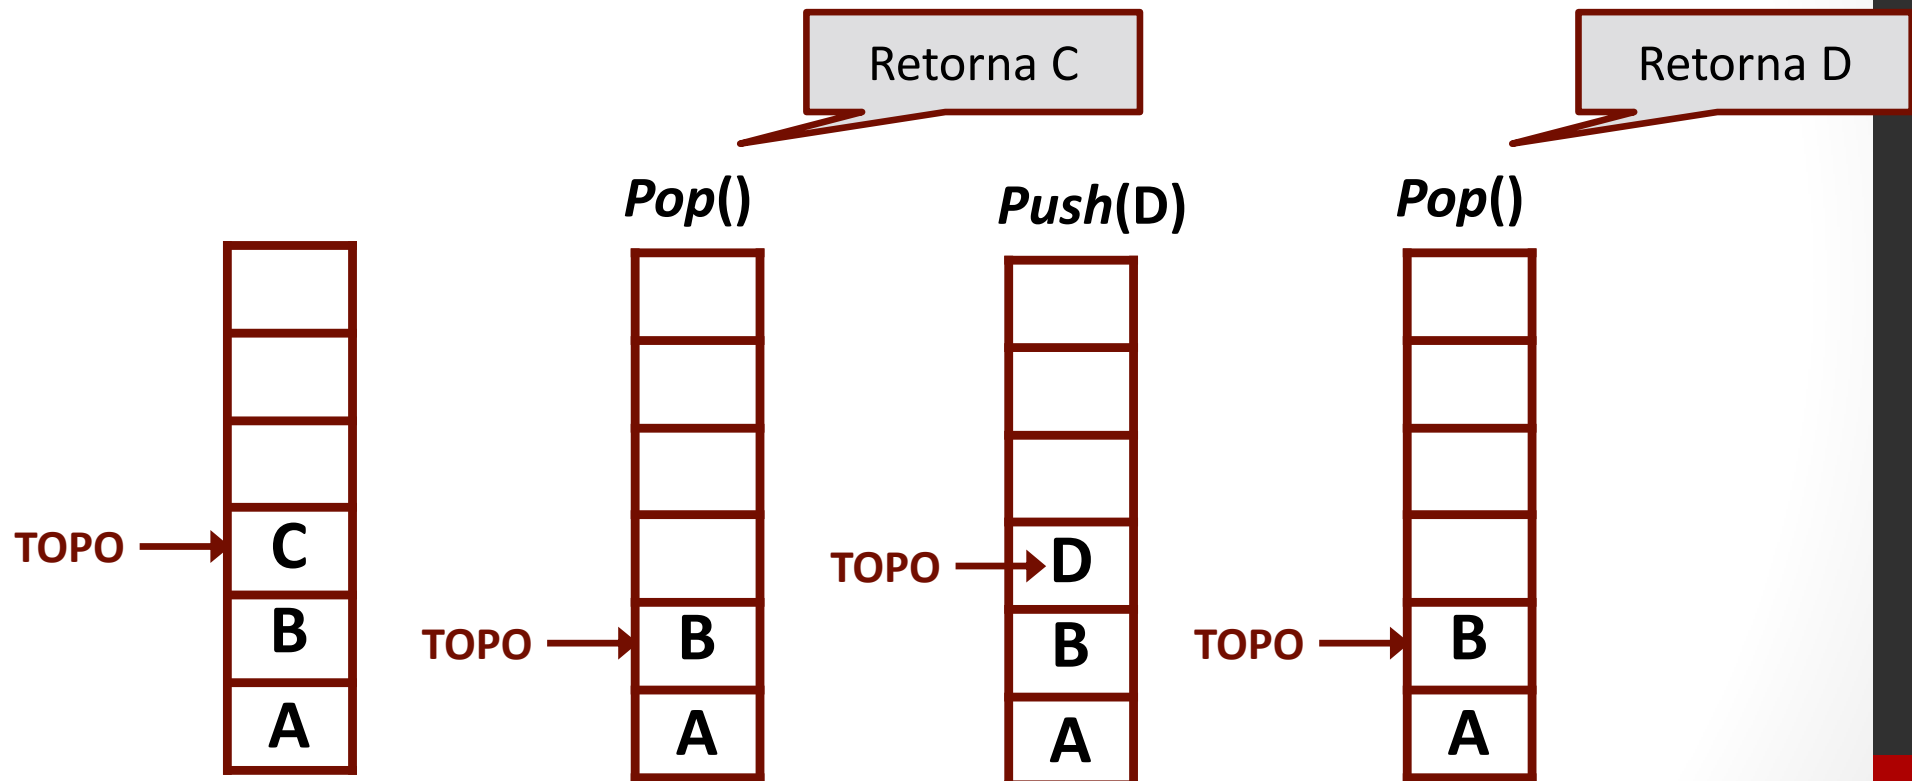 Retorna C
Retorna D
Pop()
Push(D)
Pop()
TOPO
C
B
A
TOPO
B
A
TOPO
D
B
A
TOPO
B
A